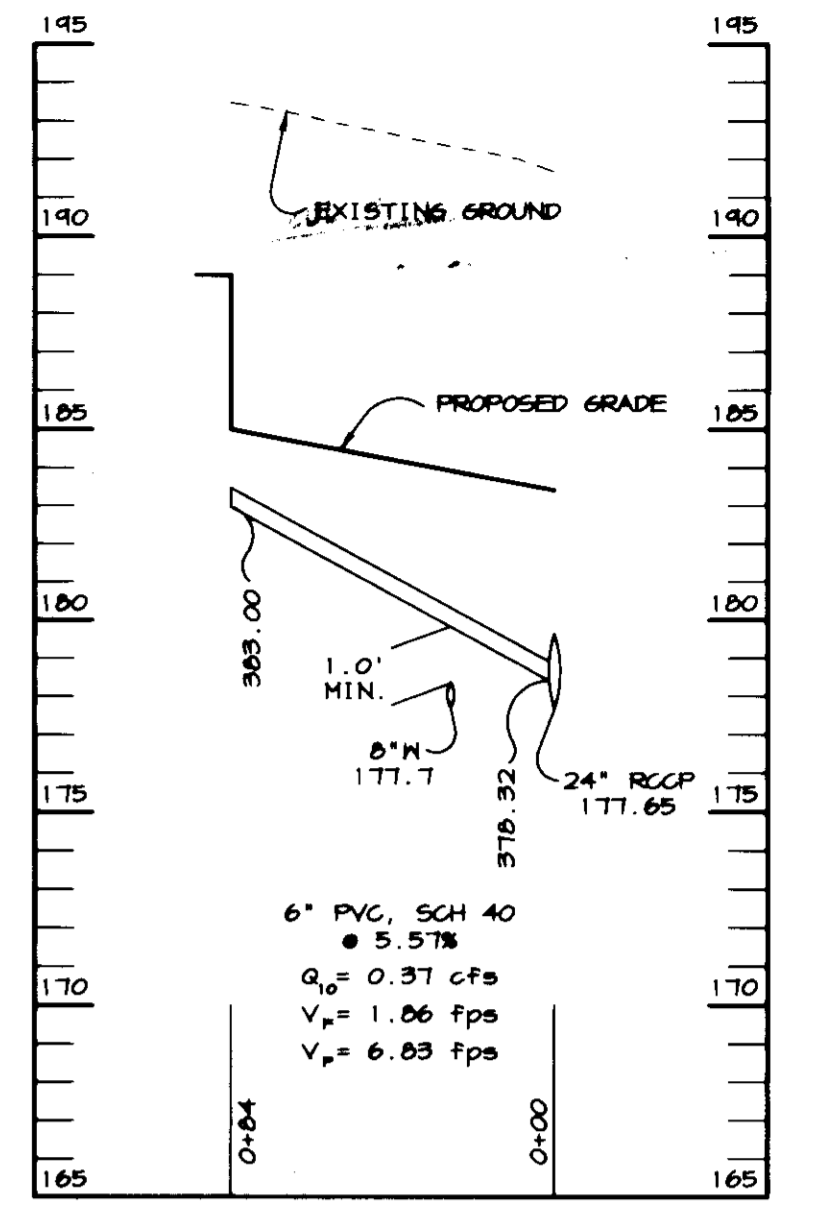 195 195
EXISTING GROUND
190 190
PROPOSED GRADE
185 185
180 180
383.00
1.0'
MIN.
8"W
177.7
378.32
24" RCCP
177.65
175 175
6" PVC, SCH 40
@ 5.57%
Q10= 0.37 cfs
170 170
VF= 1.86 fps
VP= 6.83 fps
0+84
0+00
165 165